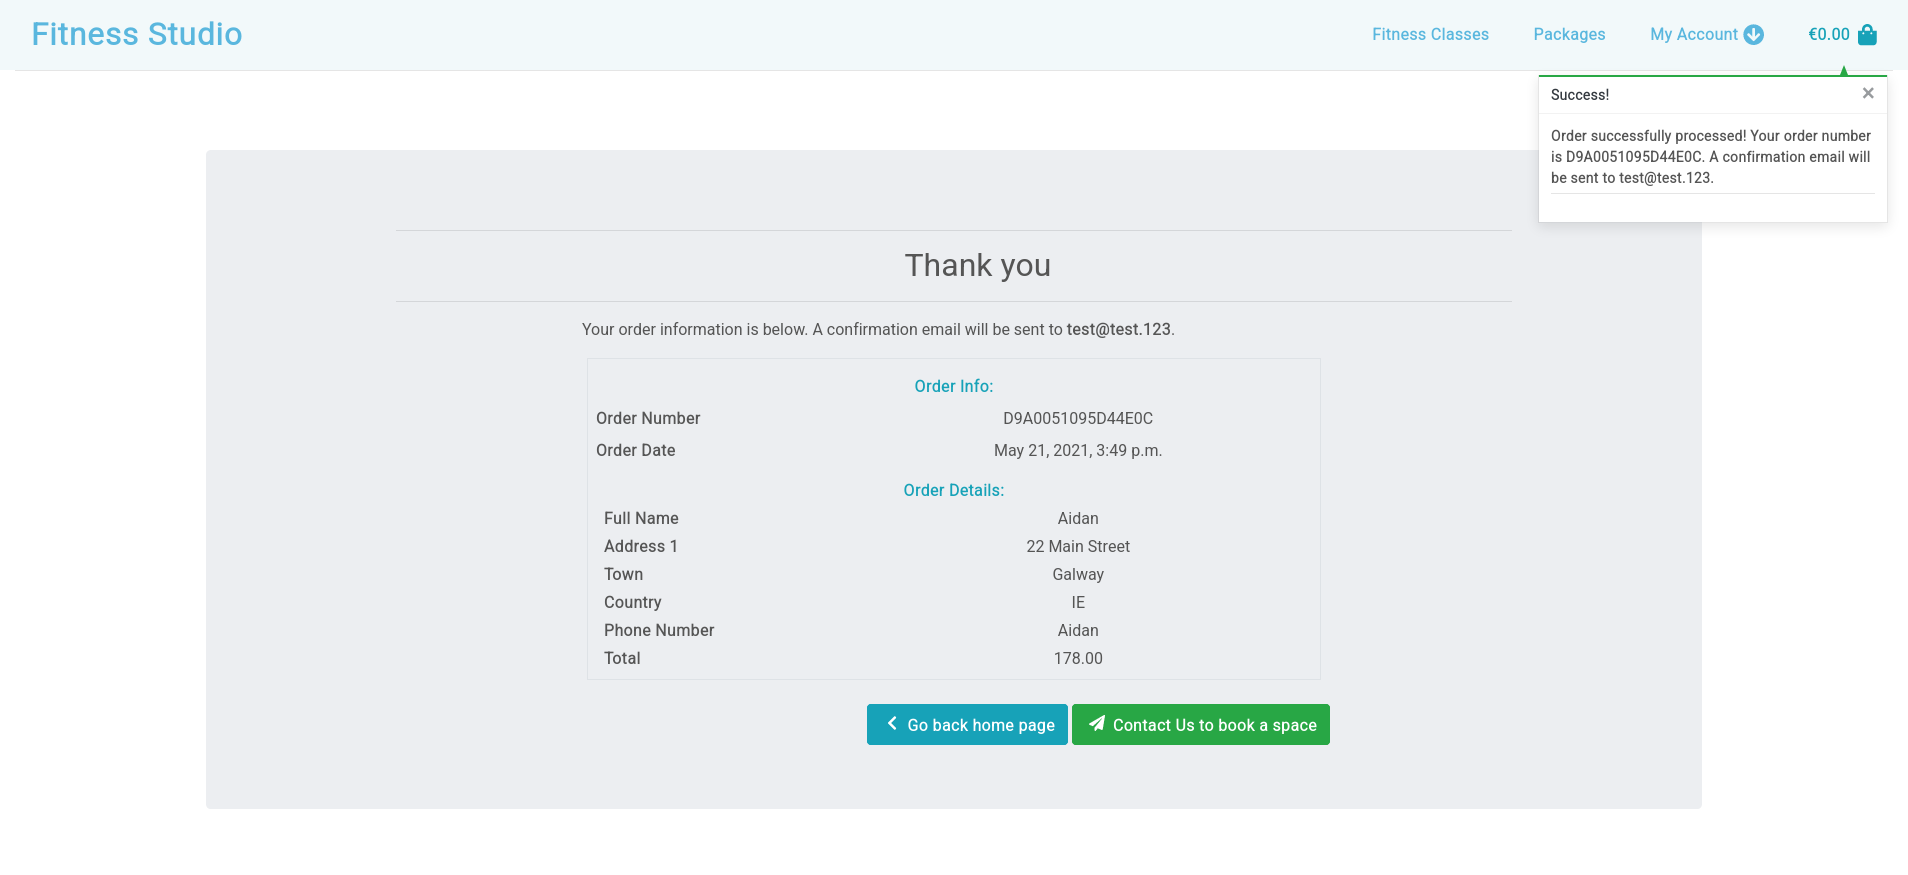 Fitness Studio
Fitness Classes
Packages
My Account
€0.00
Success!
×
Order successfully processed! Your order number
is D9A0051095D44E0C. A confirmation email will
be sent to test@test.123.
Thank you
Your order information is below. A confirmation email will be sent to test@test.123.
Order Info:
Order Number D9A0051095D44E0C
Order Date May 21, 2021, 3:49 p.m.
Order Details:
Full Name Aidan
Address 1 22 Main Street
Town Galway
Country IE
Phone Number Aidan
Total 178.00
Go back home page
Contact Us to book a space